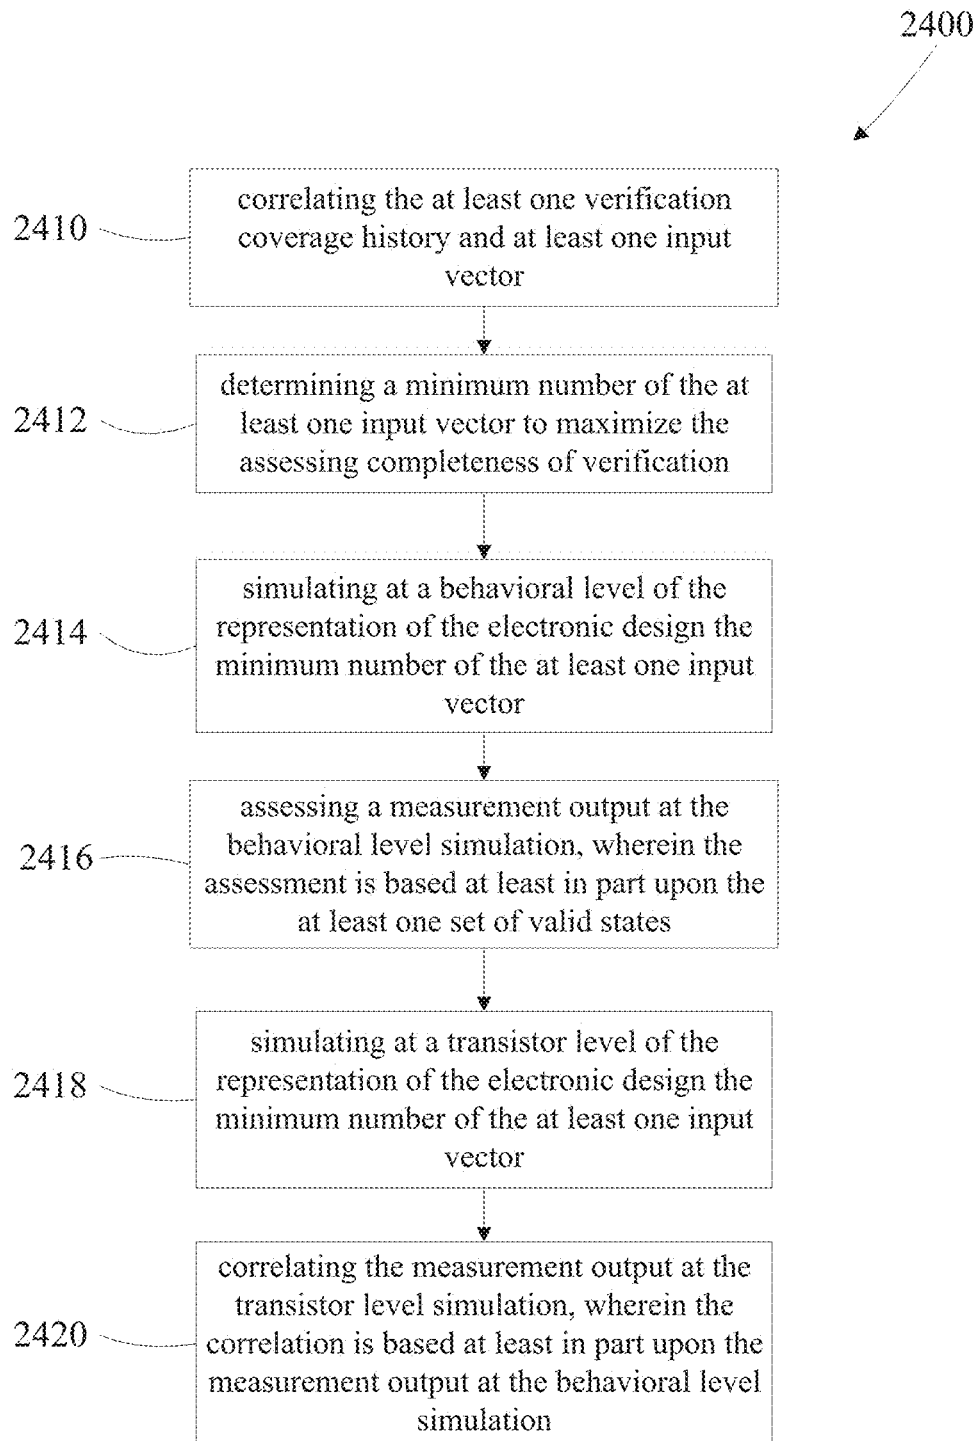 2400
2410
correlating the at least one verification
coverage history and at least one input
vector
2412
determining a minimum number of the at
least one input vector to maximize the
assessing completeness of verification
2414
simulating at a behavioral level of the
representation of the electronic design the
minimum number of the at least one input
vector
2416
assessing a measurement output at the
behavioral level simulation, wherein the
assessment is based at least in part upon the
at least one set of valid states
2418
simulating at a transistor level of the
representation of the electronic design the
minimum number of the at least one input
vector
2420
correlating the measurement output at the
transistor level simulation, wherein the
correlation is based at least in part upon the
measurement output at the behavioral level
simulation